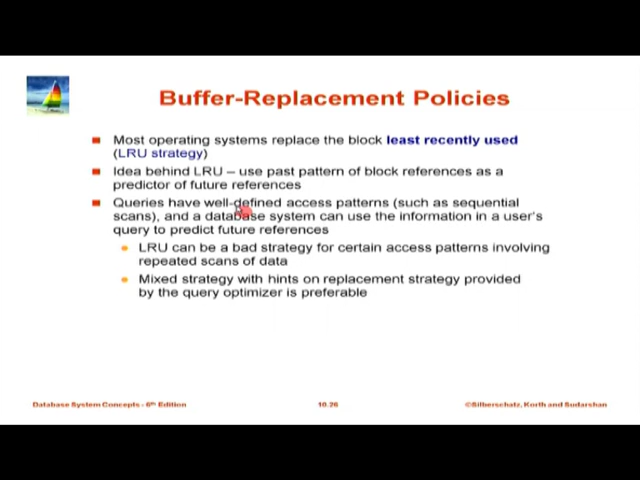 Buffer-Replacement Policies
Most operating systems replace the block least recently used
(LRU strategy)
Idea behind LRU – use past pattern of block references as a
predictor of future references
Queries have well-defined access patterns (such as sequential
scans), and a database system can use the information in a user's
query to predict future references
LRU can be a bad strategy for certain access patterns involving
repeated scans of data
Mixed strategy with hints on replacement strategy provided
by the query optimizer is preferable
Database System Concepts - 6th Edition
10.26
©Silberschatz, Korth and Sudarshan